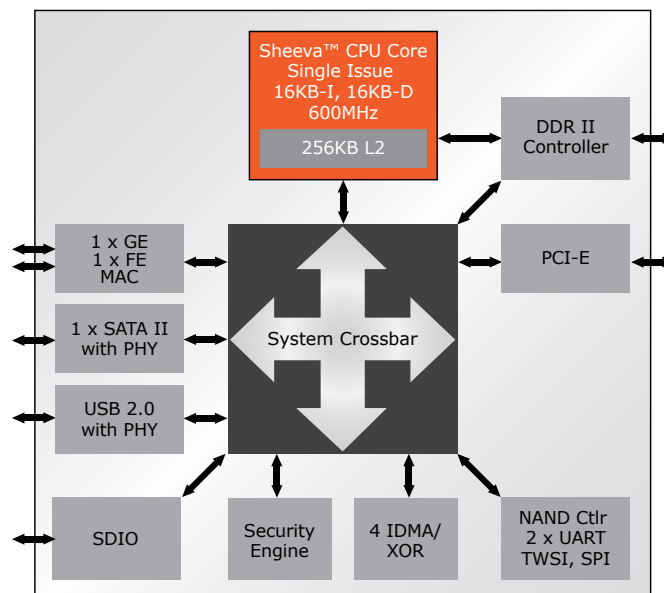 Sheeva™ CPU Core
Single Issue
16KB-I, 16KB-D
600MHz
256KB L2
DDR II
Controller
1 x GE
1 x FE
MAC
PCI-E
1 x SATA II
with PHY
System Crossbar
USB 2.0
with PHY
SDIO
Security
Engine
4 IDMA/
XOR
NAND Ctlr
2 x UART
TWSI, SPI